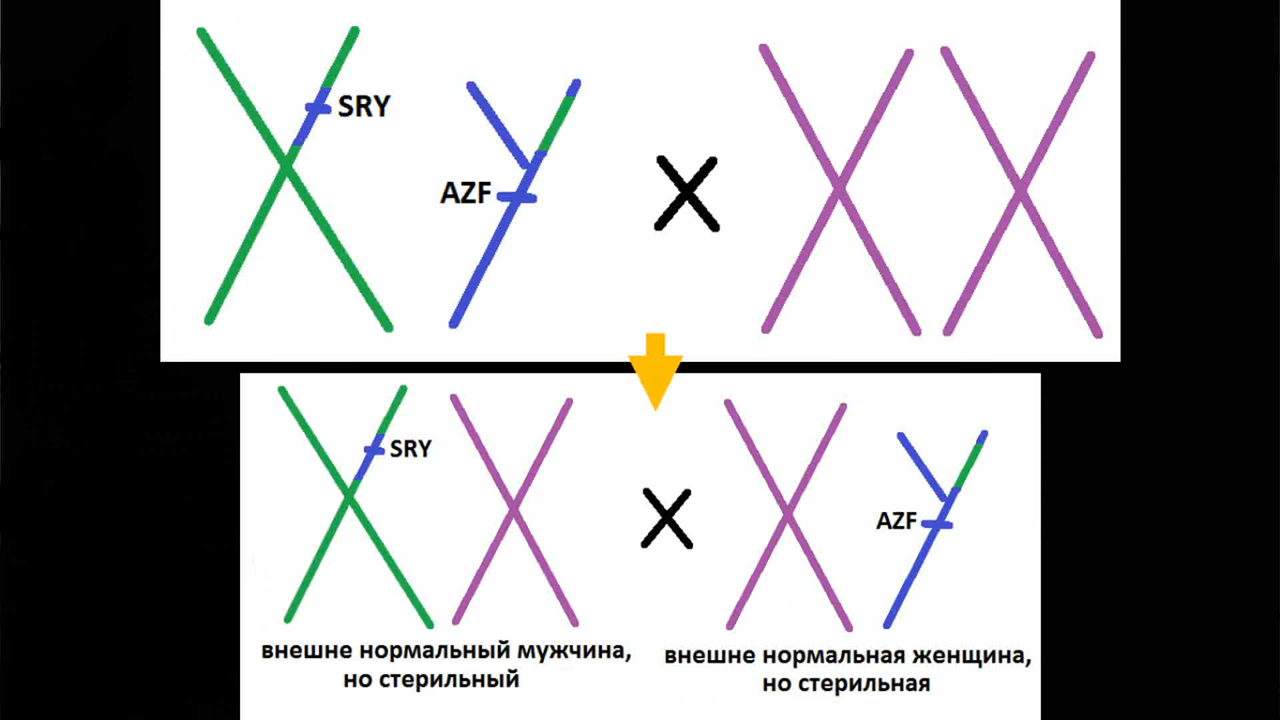 SRY
AZF
SRY
AZF
внешне нормальный мужчина,
но стерильный
внешне нормальная женщина,
но стерильная